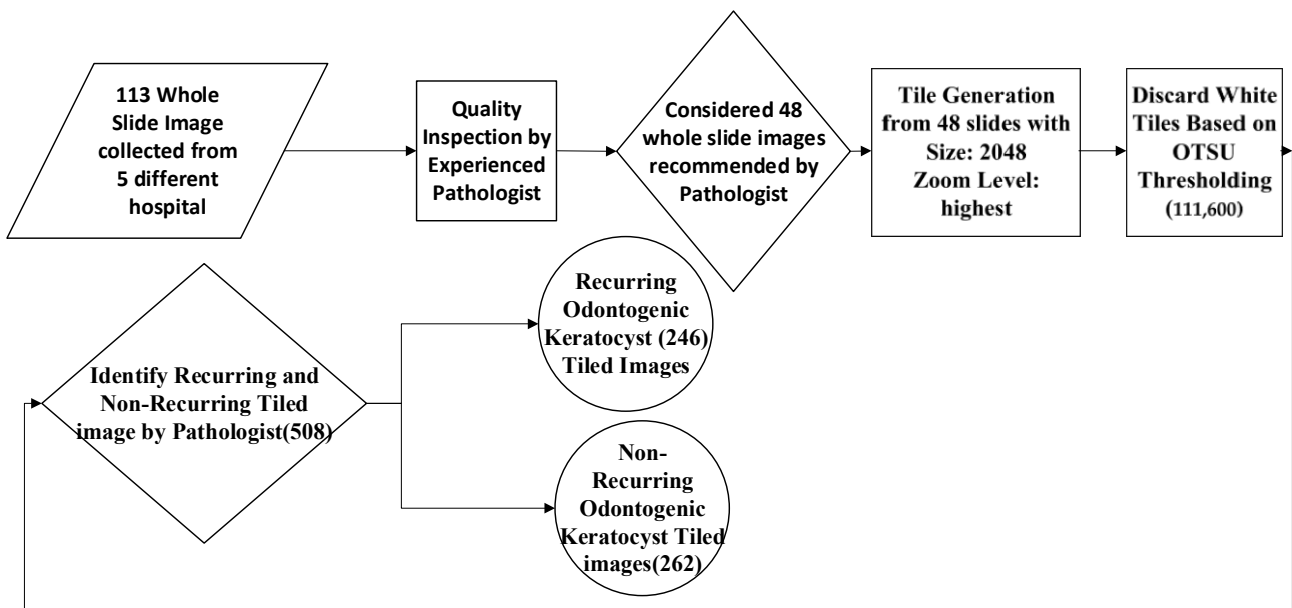 113 Whole
Slide Image
collected from
5 different
hospital
Quality
Inspection by
Experienced
Pathologist
Considered 48
whole slide images
recommended by
Pathologist
Tile Generation
from 48 slides with
Size: 2048
Zoom Level:
highest
Discard White
Tiles Based on
OTSU
Thresholding
(111,600)
Identify Recurring and
Non-Recurring Tiled
image by Pathologist(508)
Recurring
Odontogenic
Keratocyst (246)
Tiled Images
Non-
Recurring
Odontogenic
Keratocyst Tiled
images(262)